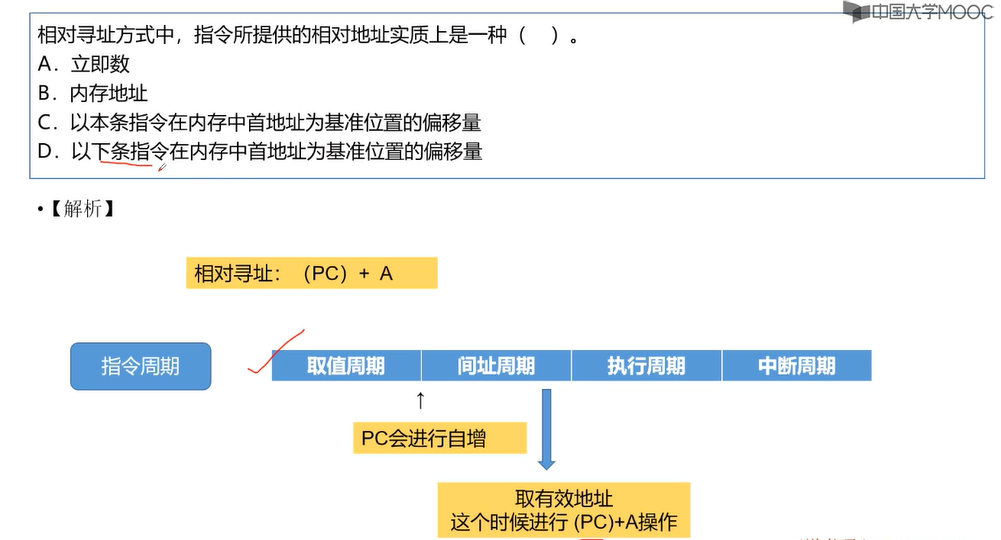 中国大学MOOC
相对寻址方式中，指令所提供的相对地址实质上是一种（　）。
A．立即数
B．内存地址
C．以本条指令在内存中首地址为基准位置的偏移量
D．以下条指令在内存中首地址为基准位置的偏移量
•【解析】
相对寻址：（PC）+ A
指令周期 取值周期 间址周期 执行周期 中断周期
PC会进行自增
取有效地址
这个时候进行 (PC)+A操作